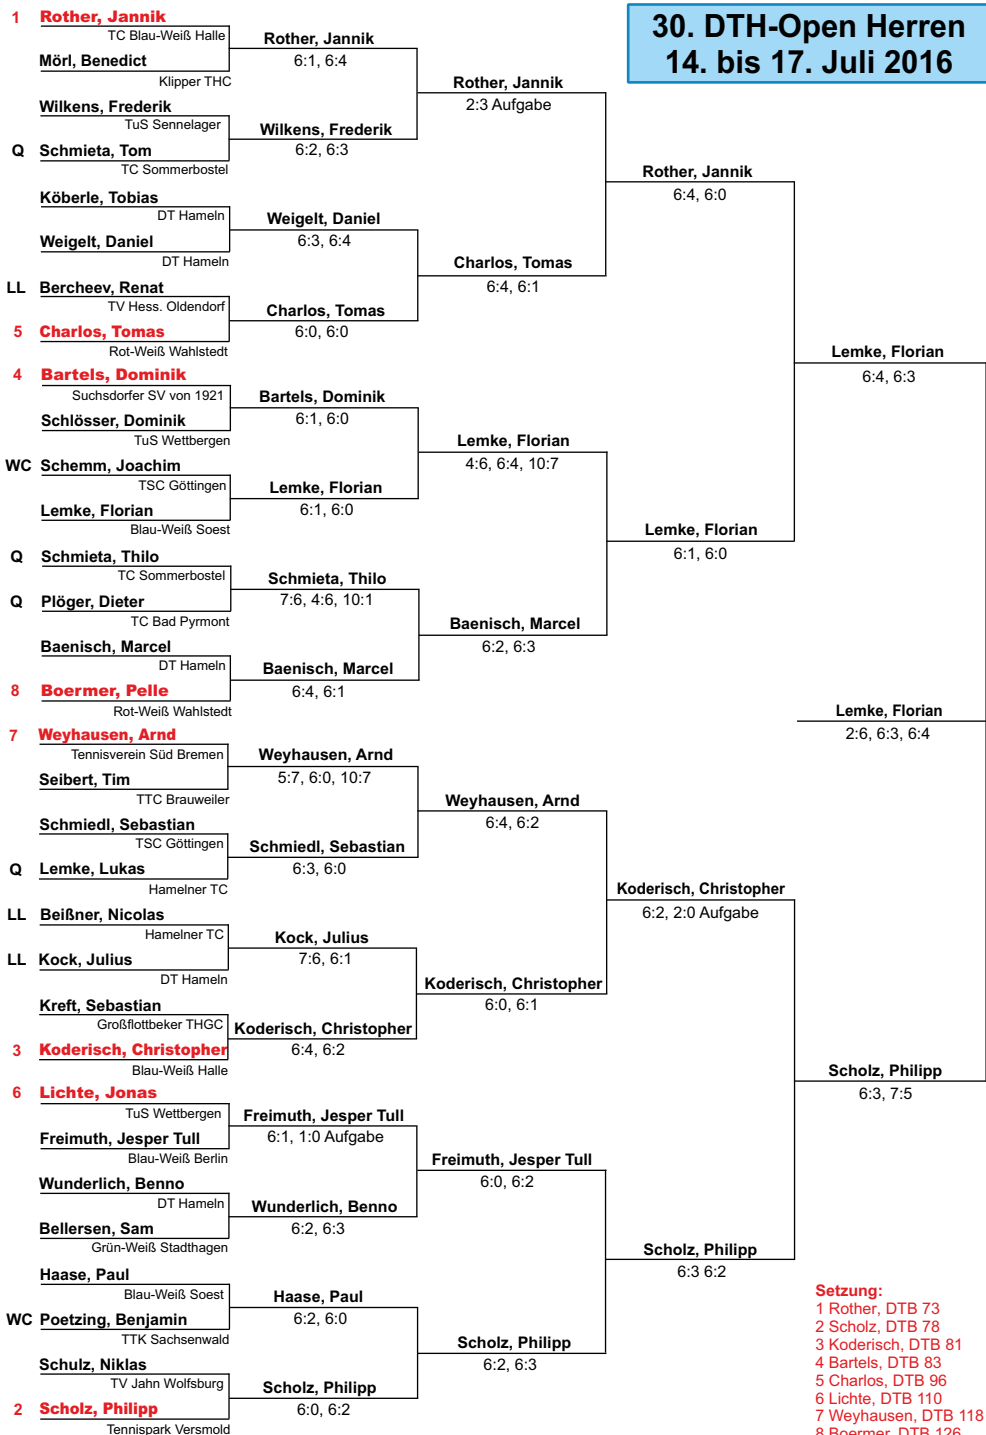 30. DTH-Open Herren
14. bis 17. Juli 2016
1 Rother, Jannik
TC Blau-Weiß Halle
Mörl, Benedict
Klipper THC
Wilkens, Frederik
TuS Sennelager
Q Schmieta, Tom
TC Sommerbostel
Köberle, Tobias
DT Hameln
Weigelt, Daniel
DT Hameln
LL Bercheev, Renat
TV Hess. Oldendorf
5 Charlos, Tomas
Rot-Weiß Wahlstedt
4 Bartels, Dominik
Suchsdorfer SV von 1921
Schlösser, Dominik
TuS Wettbergen
WC Schemm, Joachim
TSC Göttingen
Lemke, Florian
Blau-Weiß Soest
Q Schmieta, Thilo
TC Sommerbostel
Q Plöger, Dieter
TC Bad Pyrmont
Baenisch, Marcel
DT Hameln
8 Boermer, Pelle
Rot-Weiß Wahlstedt
7 Weyhausen, Arnd
Tennisverein Süd Bremen
Seibert, Tim
TTC Brauweiler
Schmiedl, Sebastian
TSC Göttingen
Q Lemke, Lukas
Hamelner TC
LL Beißner, Nicolas
Hamelner TC
LL Kock, Julius
DT Hameln
Kreft, Sebastian
Großflottbeker THGC
3 Koderisch, Christopher
Blau-Weiß Halle
6 Lichte, Jonas
TuS Wettbergen
Freimuth, Jesper Tull
Blau-Weiß Berlin
Wunderlich, Benno
DT Hameln
Bellersen, Sam
Grün-Weiß Stadthagen
Haase, Paul
Blau-Weiß Soest
WC Poetzing, Benjamin
TTK Sachsenwald
Schulz, Niklas
TV Jahn Wolfsburg
2 Scholz, Philipp
Tennispark Versmold
Rother, Jannik
6:1, 6:4
Wilkens, Frederik
6:2, 6:3
Weigelt, Daniel
6:3, 6:4
Charlos, Tomas
6:0, 6:0
Bartels, Dominik
6:1, 6:0
Lemke, Florian
6:1, 6:0
Schmieta, Thilo
7:6, 4:6, 10:1
Baenisch, Marcel
6:4, 6:1
Weyhausen, Arnd
5:7, 6:0, 10:7
Schmiedl, Sebastian
6:3, 6:0
Kock, Julius
7:6, 6:1
Koderisch, Christopher
6:4, 6:2
Freimuth, Jesper Tull
6:1, 1:0 Aufgabe
Wunderlich, Benno
6:2, 6:3
Haase, Paul
6:2, 6:0
Scholz, Philipp
6:0, 6:2
Rother, Jannik
2:3 Aufgabe
Charlos, Tomas
6:4, 6:1
Lemke, Florian
4:6, 6:4, 10:7
Baenisch, Marcel
6:2, 6:3
Weyhausen, Arnd
6:4, 6:2
Koderisch, Christopher
6:0, 6:1
Freimuth, Jesper Tull
6:0, 6:2
Scholz, Philipp
6:2, 6:3
Rother, Jannik
6:4, 6:0
Lemke, Florian
6:1, 6:0
Koderisch, Christopher
6:2, 2:0 Aufgabe
Scholz, Philipp
6:3 6:2
Lemke, Florian
6:4, 6:3
Scholz, Philipp
6:3, 7:5
Lemke, Florian
2:6, 6:3, 6:4
Setzung:
1 Rother, DTB 73
2 Scholz, DTB 78
3 Koderisch, DTB 81
4 Bartels, DTB 83
5 Charlos, DTB 96
6 Lichte, DTB 110
7 Weyhausen, DTB 118
8 Boermer, DTB 126